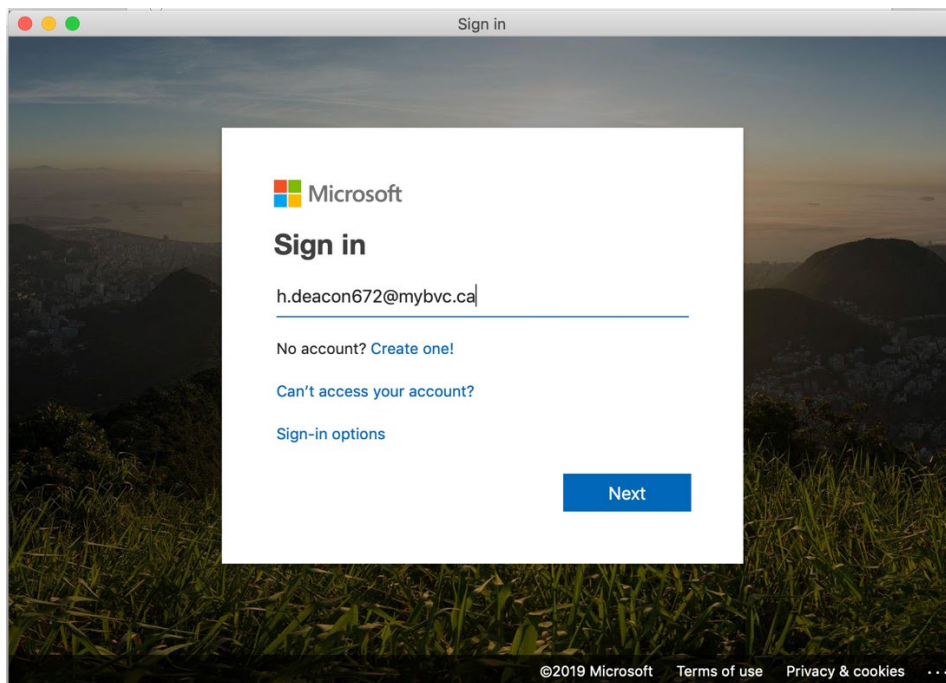 Sign in
Microsoft
Sign in
h.deacon672@mybvc.ca
No account? Create one!
Can't access your account?
Sign-in options
Next
©2019 Microsoft Terms of use Privacy & cookies ...